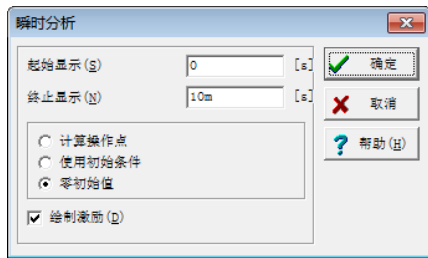 瞬时分析
起始显示(S) 0 [s] 确定
终止显示(N) 10m [s] 取消
计算操作点 帮助(H)
使用初始条件
零初始值
绘制激励(D)